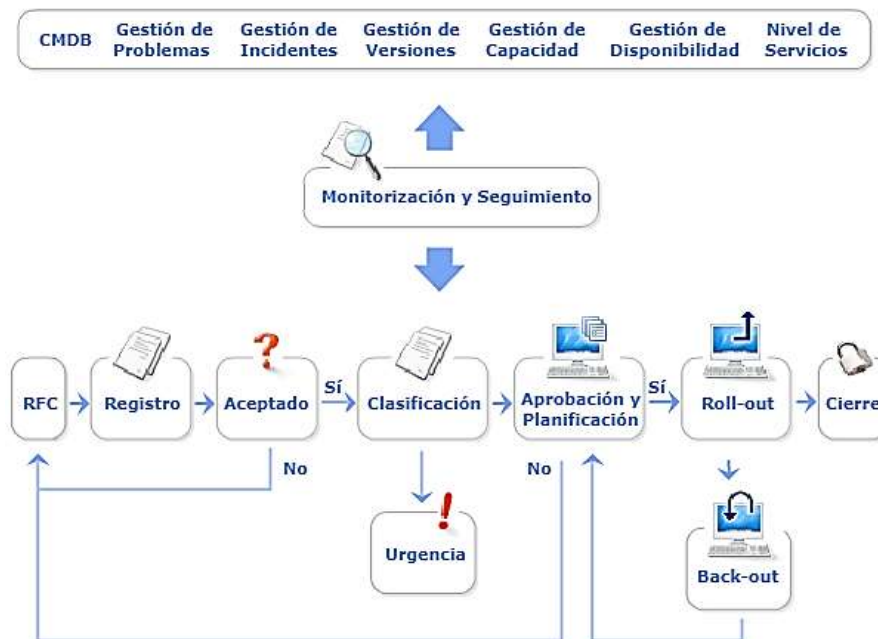 CMDB
Gestión de
Problemas
Gestión de
Incidentes
Gestión de
Versiones
Gestión de
Capacidad
Gestión de
Disponibilidad
Nivel de
Servicios
Monitorización y Seguimiento
RFC
Registro
Aceptado
Sí
Clasificación
Aprobación y
Planificación
Sí
Roll-out
Cierre
No
No
Urgencia
Back-out